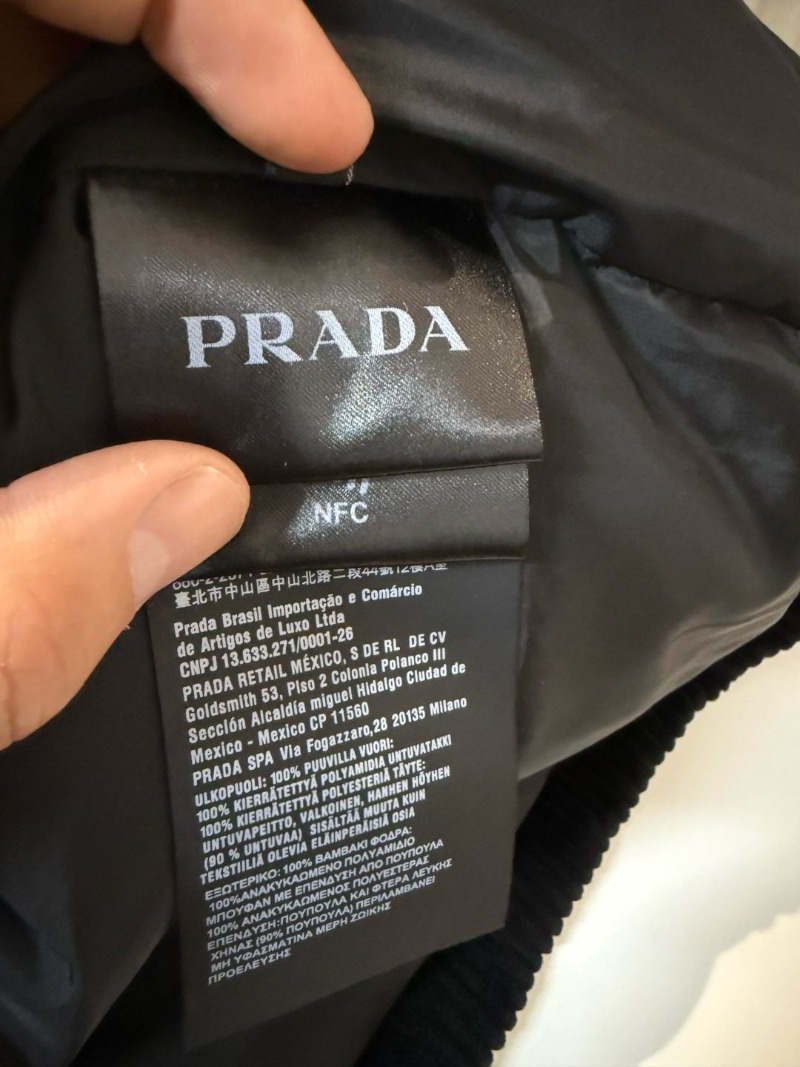 PRADA
NFC
臺北市中山區中山北路二段44號12樓A室
Prada Brasil Importação e Comárcio
de Artigos de Luxo Ltda
CNPJ 13.633.271/0001-26
PRADA RETAIL MÉXICO, S DE RL DE CV
Goldsmith 53, Piso 2 Colonia Polanco III
Sección Alcaldía miguel Hidalgo Ciudad de
Mexico - Mexico CP 11560
PRADA SPA Via Fogazzaro,28 20135 Milano
ULKOPUOLI: 100% PUUVILLA VUORI:
100% KIERRÄTETTYÄ POLYAMIDIA UNTUVATAKKI
100% KIERRÄTETTYÄ POLYESTERIÄ TÄYTE:
UNTUVAPEITTO, VALKOINEN, HANHEN HÖYHEN
(90 % UNTUVAA) SISÄLTÄÄ MUUTA KUIN
TEKSTIILIÄ OLEVIA ELÄINPERÄISIÄ OSIA
ΕΞΩΤΕΡΙΚΟ: 100% ΒΑΜΒΑΚΙ ΦΟΔΡΑ:
100%ΑΝΑΚΥΚΛΩΜΕΝΟ ΠΟΛΥΑΜΙΔΙΟ
ΜΠΟΥΦΑΝ ΜΕ ΕΠΕΝΔΥΣΗ ΑΠΟ ΠΟΥΠΟΥΛΑ
100% ΑΝΑΚΥΚΛΩΜΕΝΟΣ ΠΟΛΥΕΣΤΕΡΑΣ
ΕΠΕΝΔΥΣΗ:ΠΟΥΠΟΥΛΑ ΚΑΙ ΦΤΕΡΑ ΛΕΥΚΗΣ
ΧΗΝΑΣ (90% ΠΟΥΠΟΥΛΑ) ΠΕΡΙΛΑΜΒΑΝΕΙ
ΜΗ ΥΦΑΣΜΑΤΙΝΑ ΜΕΡΗ ΖΩΙΚΗΣ
ΠΡΟΕΛΕΥΣΗΣ